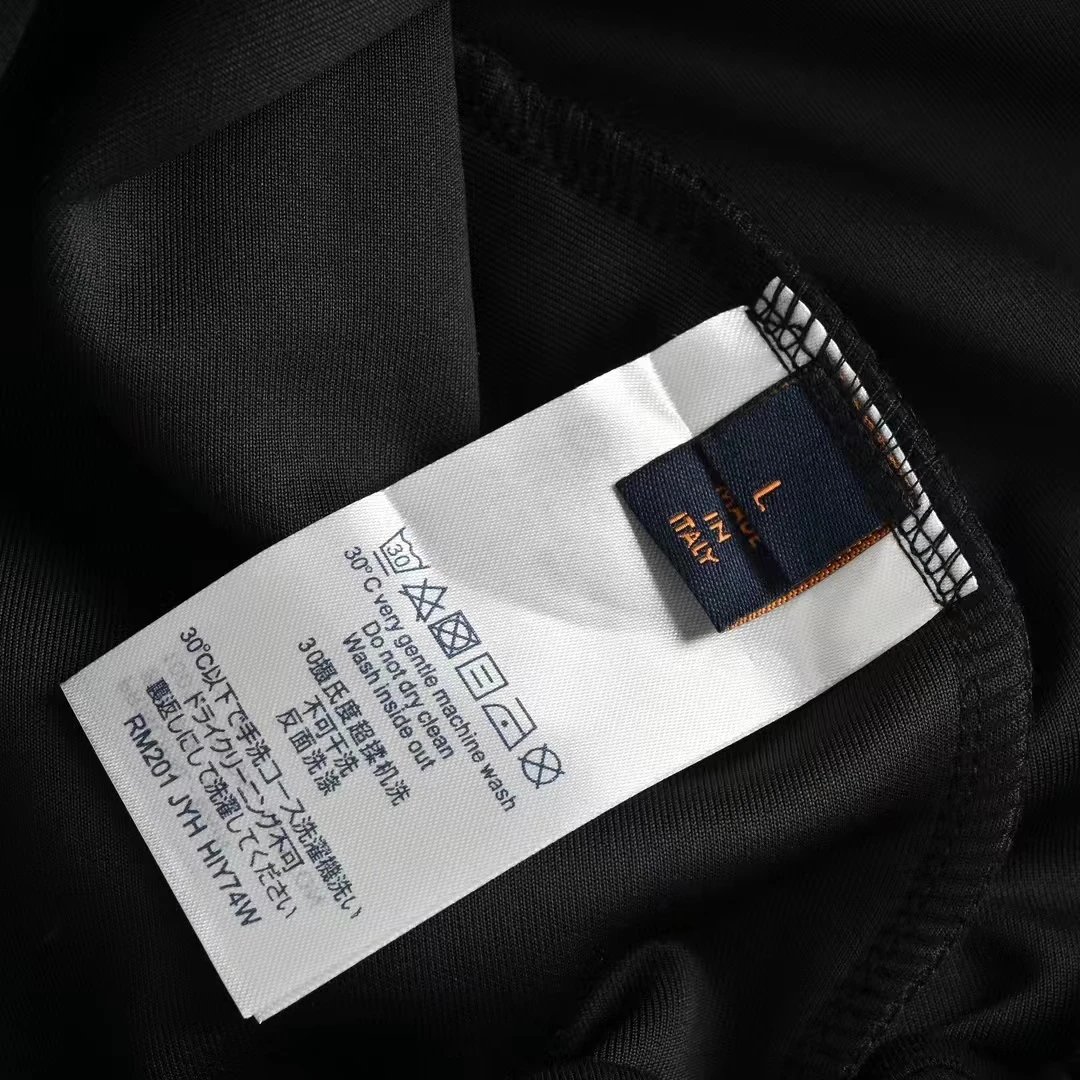 L
MADE
IN
ITALY
30
30°C very gentle machine wash
Do not dry clean
Wash inside out
30攝氏度超揉机洗
不可干洗
反面洗涤
30℃以下で手洗コース洗濯機洗い
ドライクリーニング不可
裏返しにして洗濯してください
RM201 JYH HIY74W